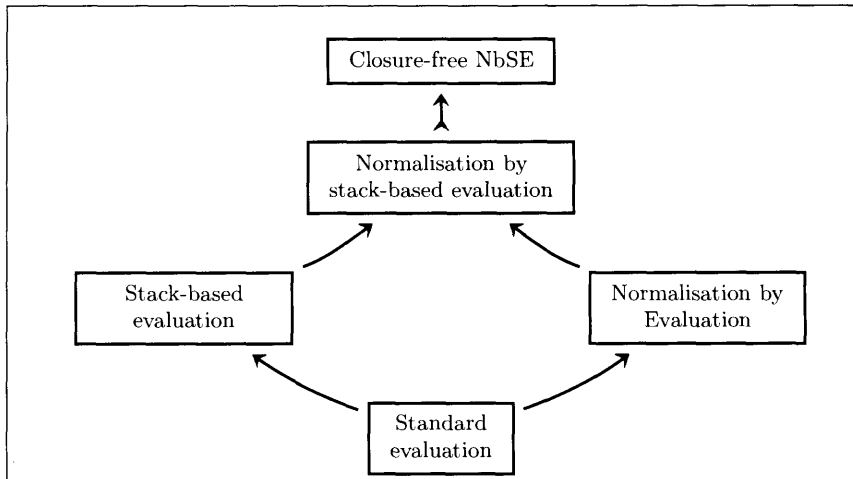 Closure-free NbSE
Normalisation by
stack-based evaluation
Stack-based
evaluation
Normalisation by
Evaluation
Standard
evaluation